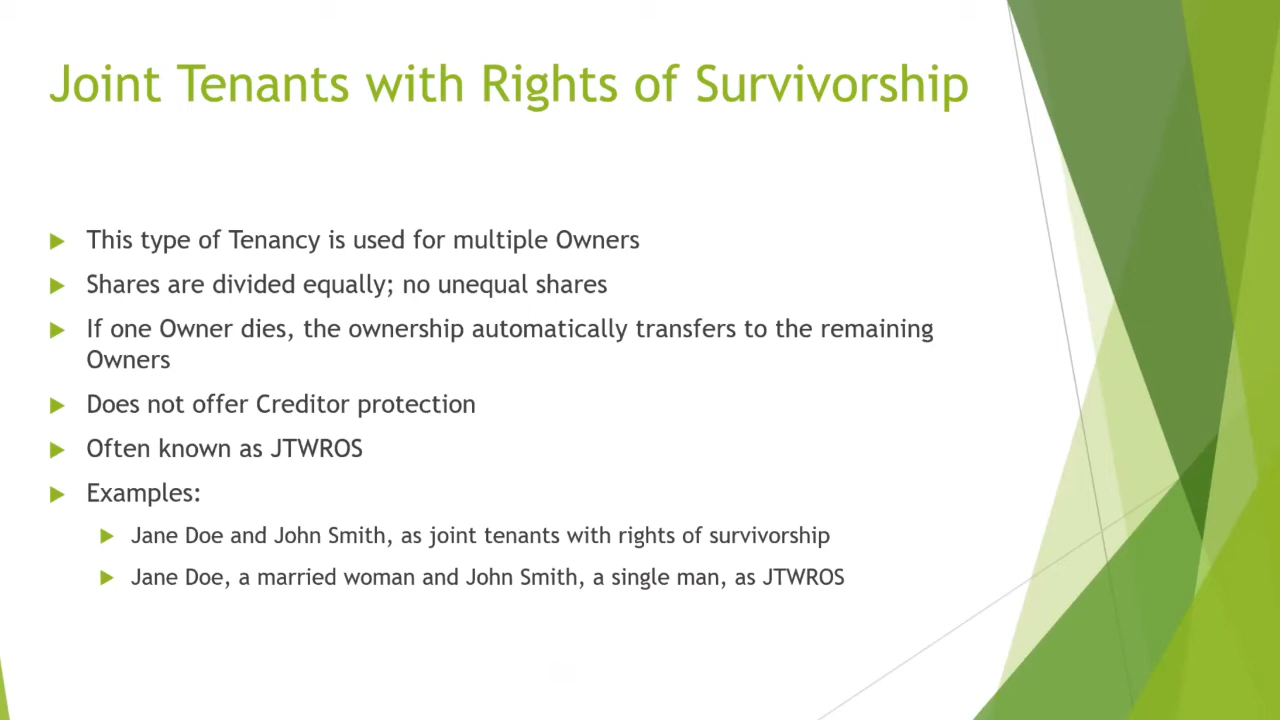 Joint Tenants with Rights of Survivorship
This type of Tenancy is used for multiple Owners
Shares are divided equally; no unequal shares
If one Owner dies, the ownership automatically transfers to the remaining
Owners
Does not offer Creditor protection
Often known as JTWROS
Examples:
Jane Doe and John Smith, as joint tenants with rights of survivorship
Jane Doe, a married woman and John Smith, a single man, as JTWROS